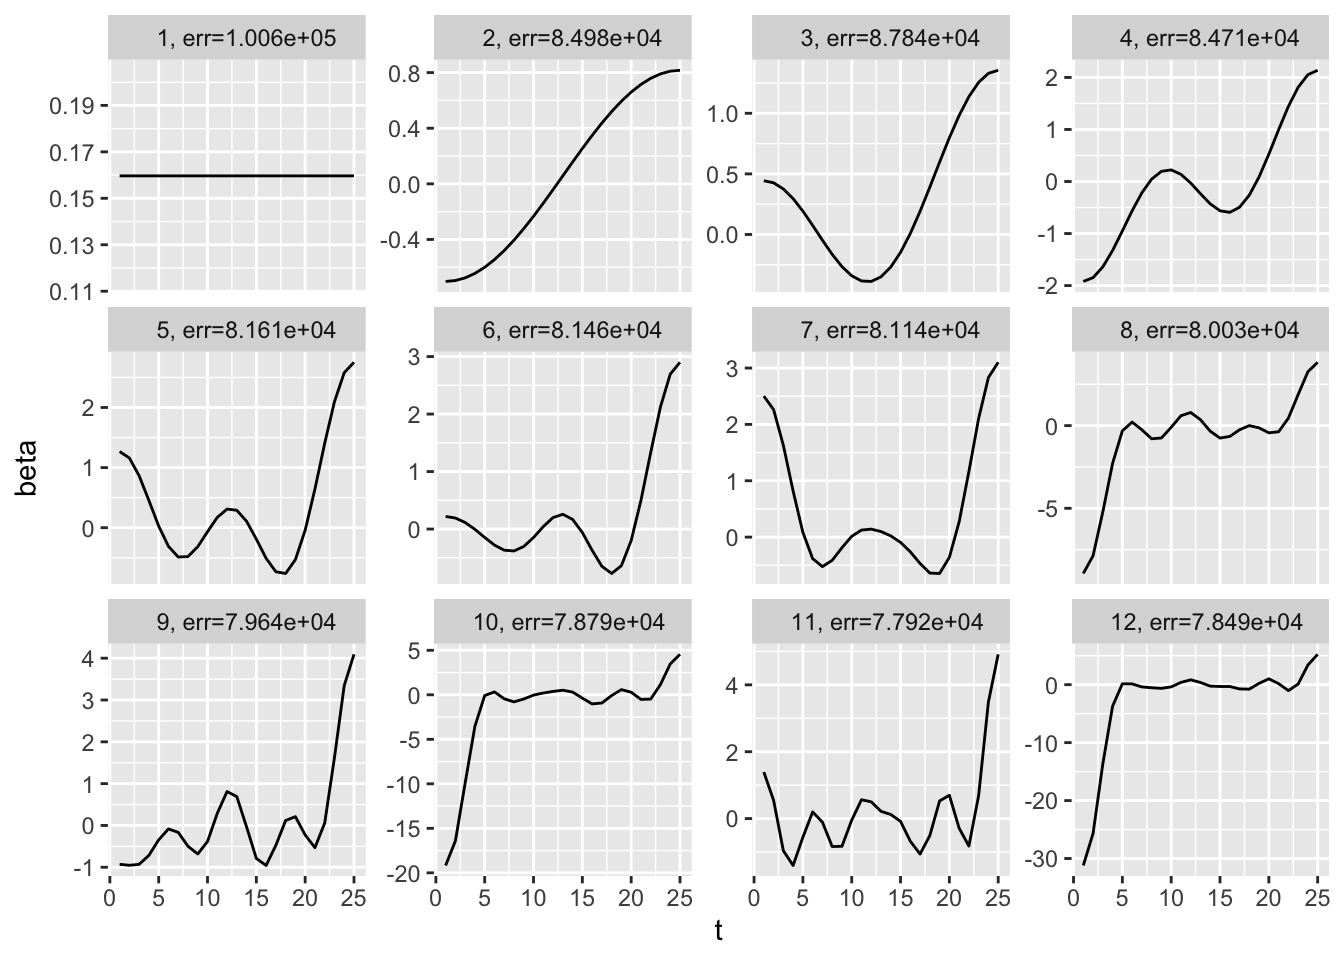 1, err=1.006e+05
2, err=8.498e+04
3, err=8.784e+04
4, err=8.471e+04
0.19
0.17
0.15
0.13
0.11
0.8
0.4
0.0
-0.4
1.0
0.5
0.0
2
1
0
-1
-2
5, err=8.161e+04
6, err=8.146e+04
7, err=8.114e+04
8, err=8.003e+04
2
1
0
3
2
1
0
3
2
1
0
0
-5
beta
9, err=7.964e+04
10, err=7.879e+04
11, err=7.792e+04
12, err=7.849e+04
4
3
2
1
0
-1
5
0
-5
-10
-15
-20
4
2
0
0
-10
-20
-30
0 5 10 15 20 25
0 5 10 15 20 25
0 5 10 15 20 25
0 5 10 15 20 25
t